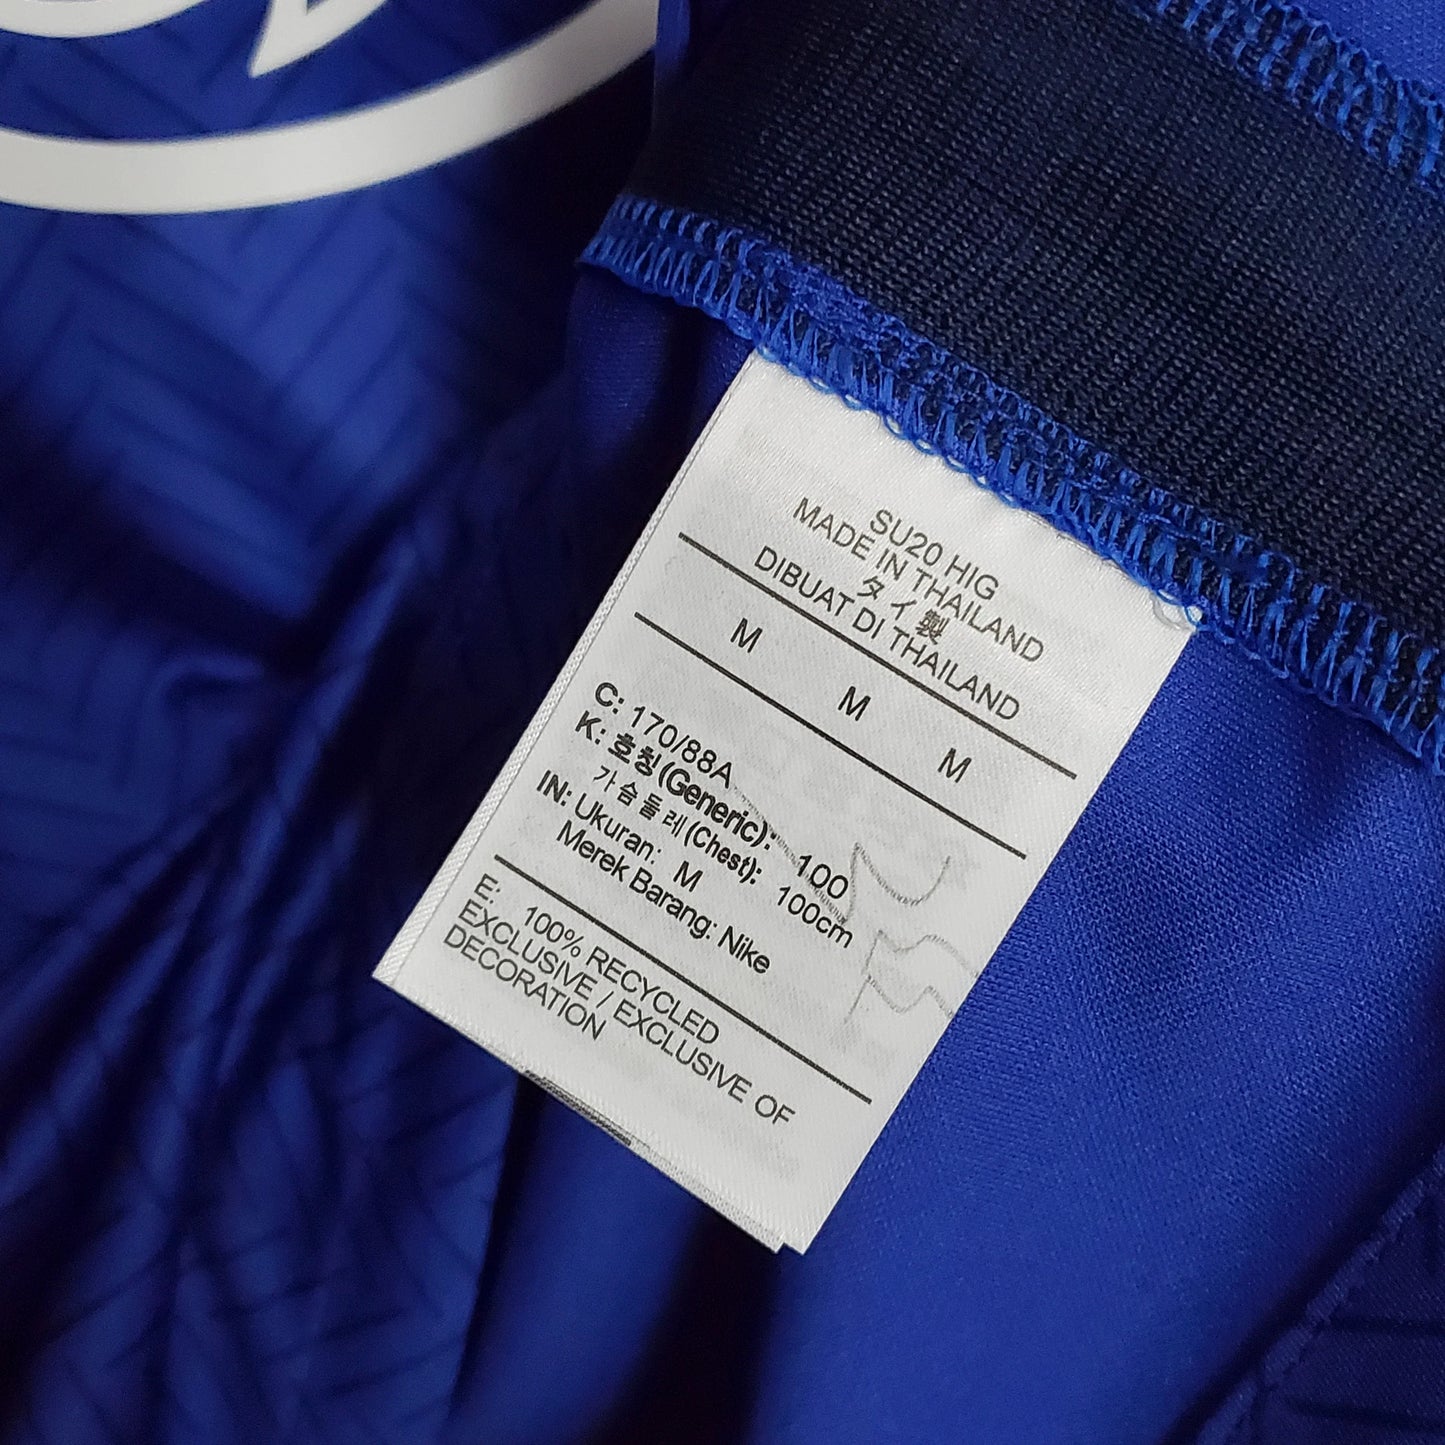 SU20 HIG
MADE IN THAILAND
タイ製
DIBUAT DI THAILAND
M M M
C: 170/88A
K: 호칭(Generic): 100
가슴둘레(Chest): 100cm
IN: Ukuran: M
Merek Barang: Nike
E: 100% RECYCLED
EXCLUSIVE / EXCLUSIVE OF
DECORATION